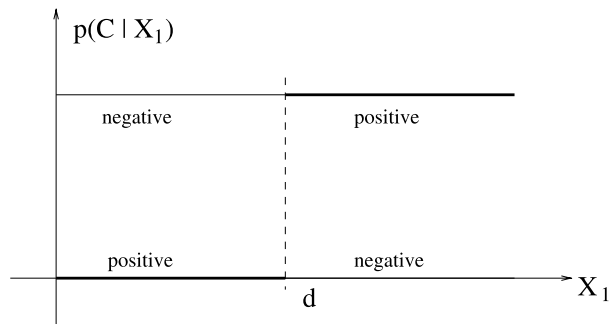 p(C | X1)
negative positive
positive negative
d
X1